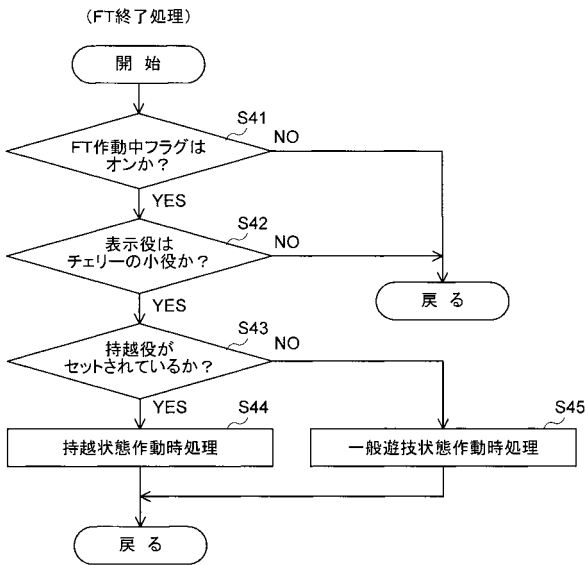 (FT終了処理)
開 始
S41
FT作動中フラグは
オンか？
NO
YES
S42
表示役は
チェリーの小役か？
NO
YES
戻 る
S43
持越役が
セットされているか？
NO
YES
S44
持越状態作動時処理
S45
一般遊技状態作動時処理
戻 る